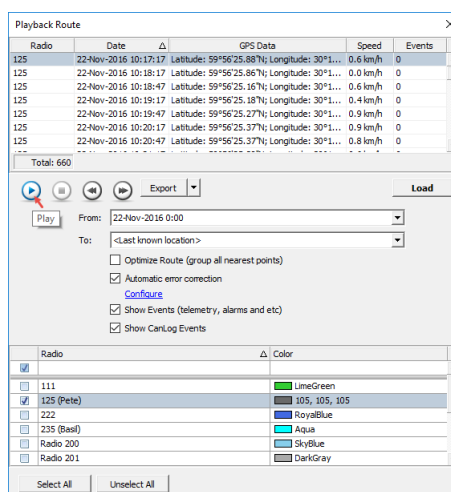 Playback Route
Radio Date GPS Data Speed Events
125 22-Nov-2016 10:17:17 Latitude: 59°56'25.88"N; Longitude: 30°1... 0.6 km/h 0
125 22-Nov-2016 10:18:17 Latitude: 59°56'25.86"N; Longitude: 30°1... 0.0 km/h 0
125 22-Nov-2016 10:18:47 Latitude: 59°56'25.16"N; Longitude: 30°1... 0.6 km/h 0
125 22-Nov-2016 10:19:17 Latitude: 59°56'25.18"N; Longitude: 30°1... 0.4 km/h 0
125 22-Nov-2016 10:19:47 Latitude: 59°56'25.27"N; Longitude: 30°1... 0.9 km/h 0
125 22-Nov-2016 10:20:17 Latitude: 59°56'25.37"N; Longitude: 30°1... 0.9 km/h 0
125 22-Nov-2016 10:20:47 Latitude: 59°56'25.37"N; Longitude: 30°1... 0.8 km/h 0
Total: 660
Export Load
Play
From: 22-Nov-2016 0:00
To: <Last known location>
Optimize Route (group all nearest points)
Automatic error correction
Configure
Show Events (telemetry, alarms and etc)
Show CanLog Events
Radio Color
111 LimeGreen
125 (Pete) 105, 105, 105
222 RoyalBlue
235 (Basil) Aqua
Radio 200 SkyBlue
Radio 201 DarkGray
Select All Unselect All